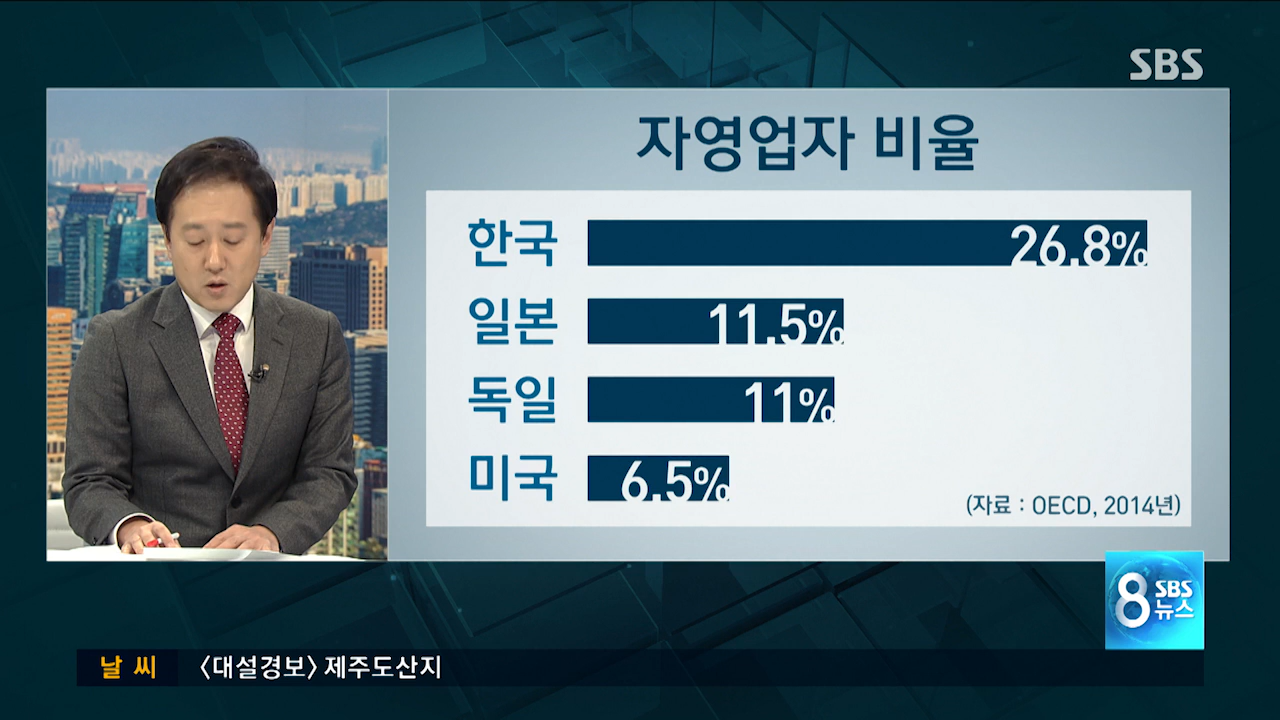 SBS
자영업자 비율
한국 26.8%
일본 11.5%
독일 11%
미국 6.5%
(자료 : OECD, 2014년)
8 SBS 뉴스
날 씨 〈대설경보〉 제주도산지